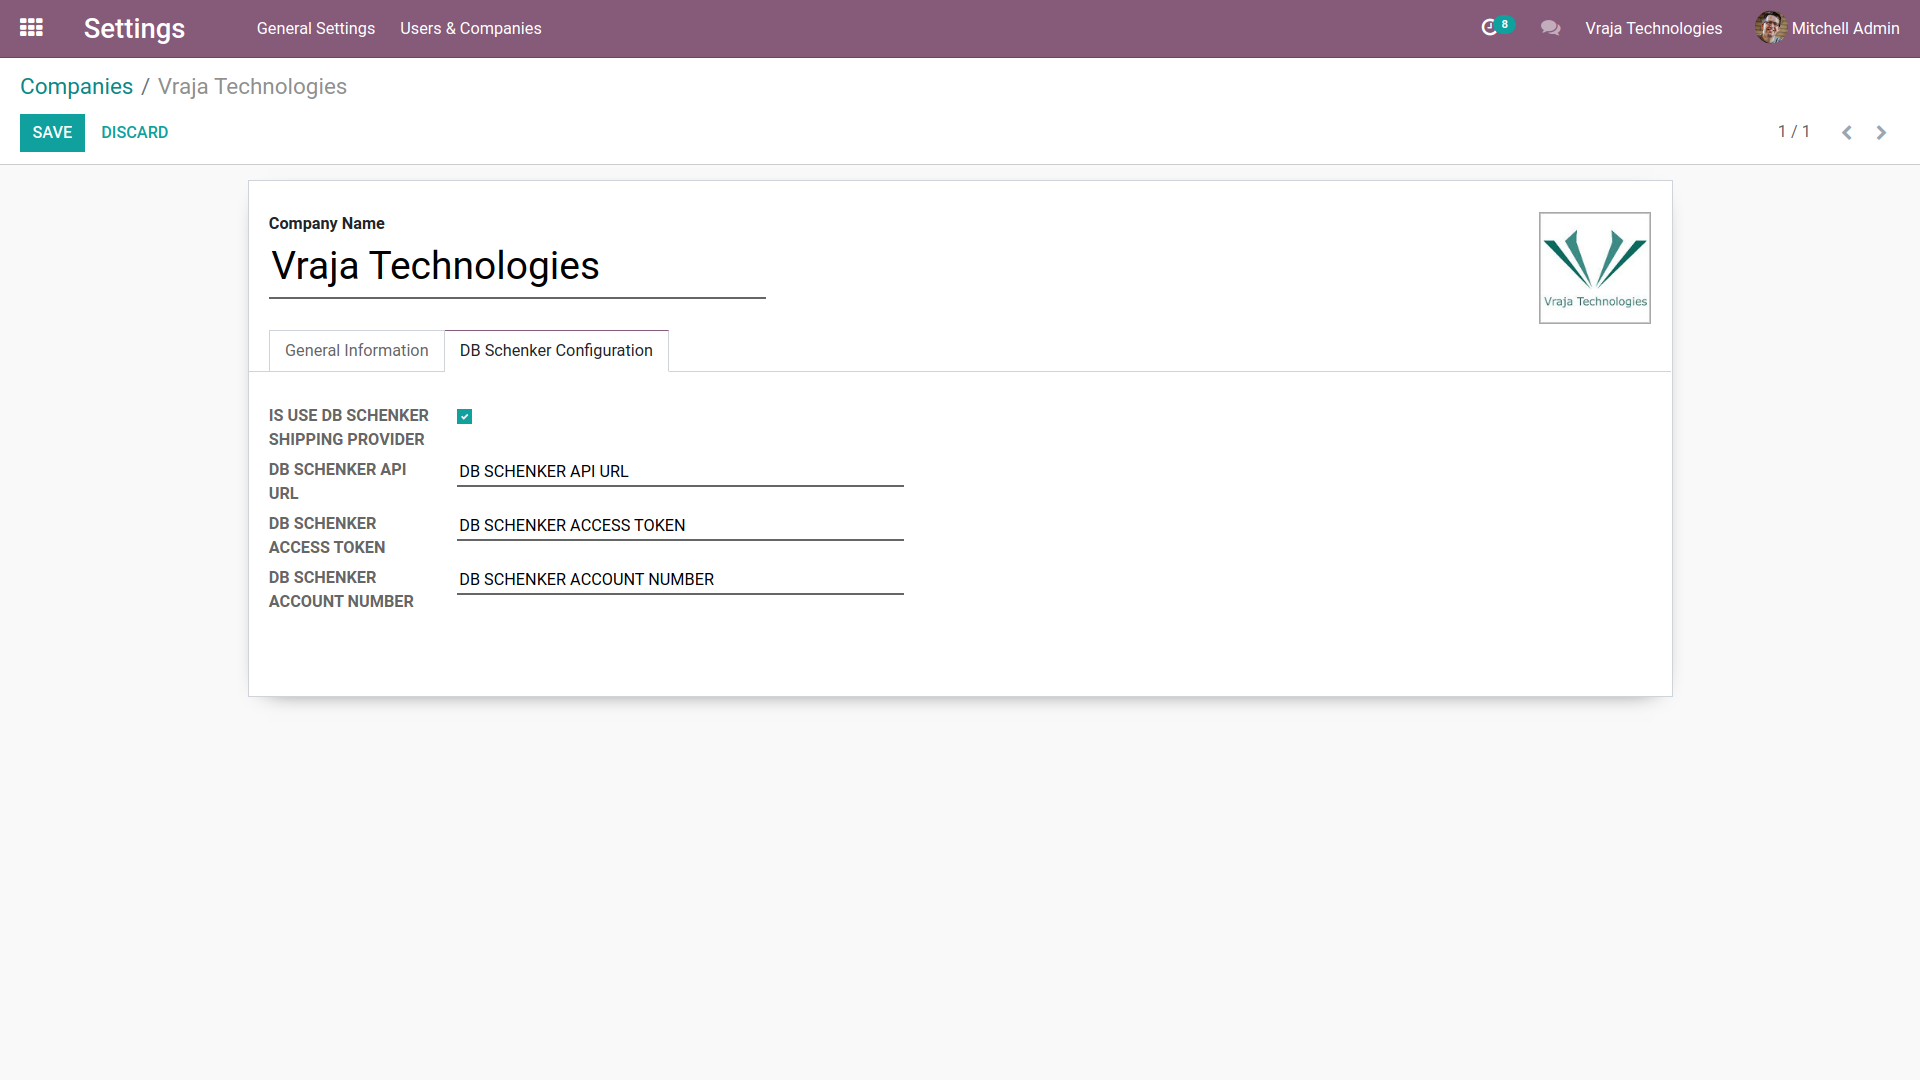 Settings
General Settings
Users & Companies
8
Vraja Technologies
Mitchell Admin
Companies / Vraja Technologies
SAVE
DISCARD
1 / 1
Company Name
Vraja Technologies
Vraja Technologies
General Information
DB Schenker Configuration
IS USE DB SCHENKER
SHIPPING PROVIDER
DB SCHENKER API
URL
DB SCHENKER API URL
DB SCHENKER
ACCESS TOKEN
DB SCHENKER ACCESS TOKEN
DB SCHENKER
ACCOUNT NUMBER
DB SCHENKER ACCOUNT NUMBER